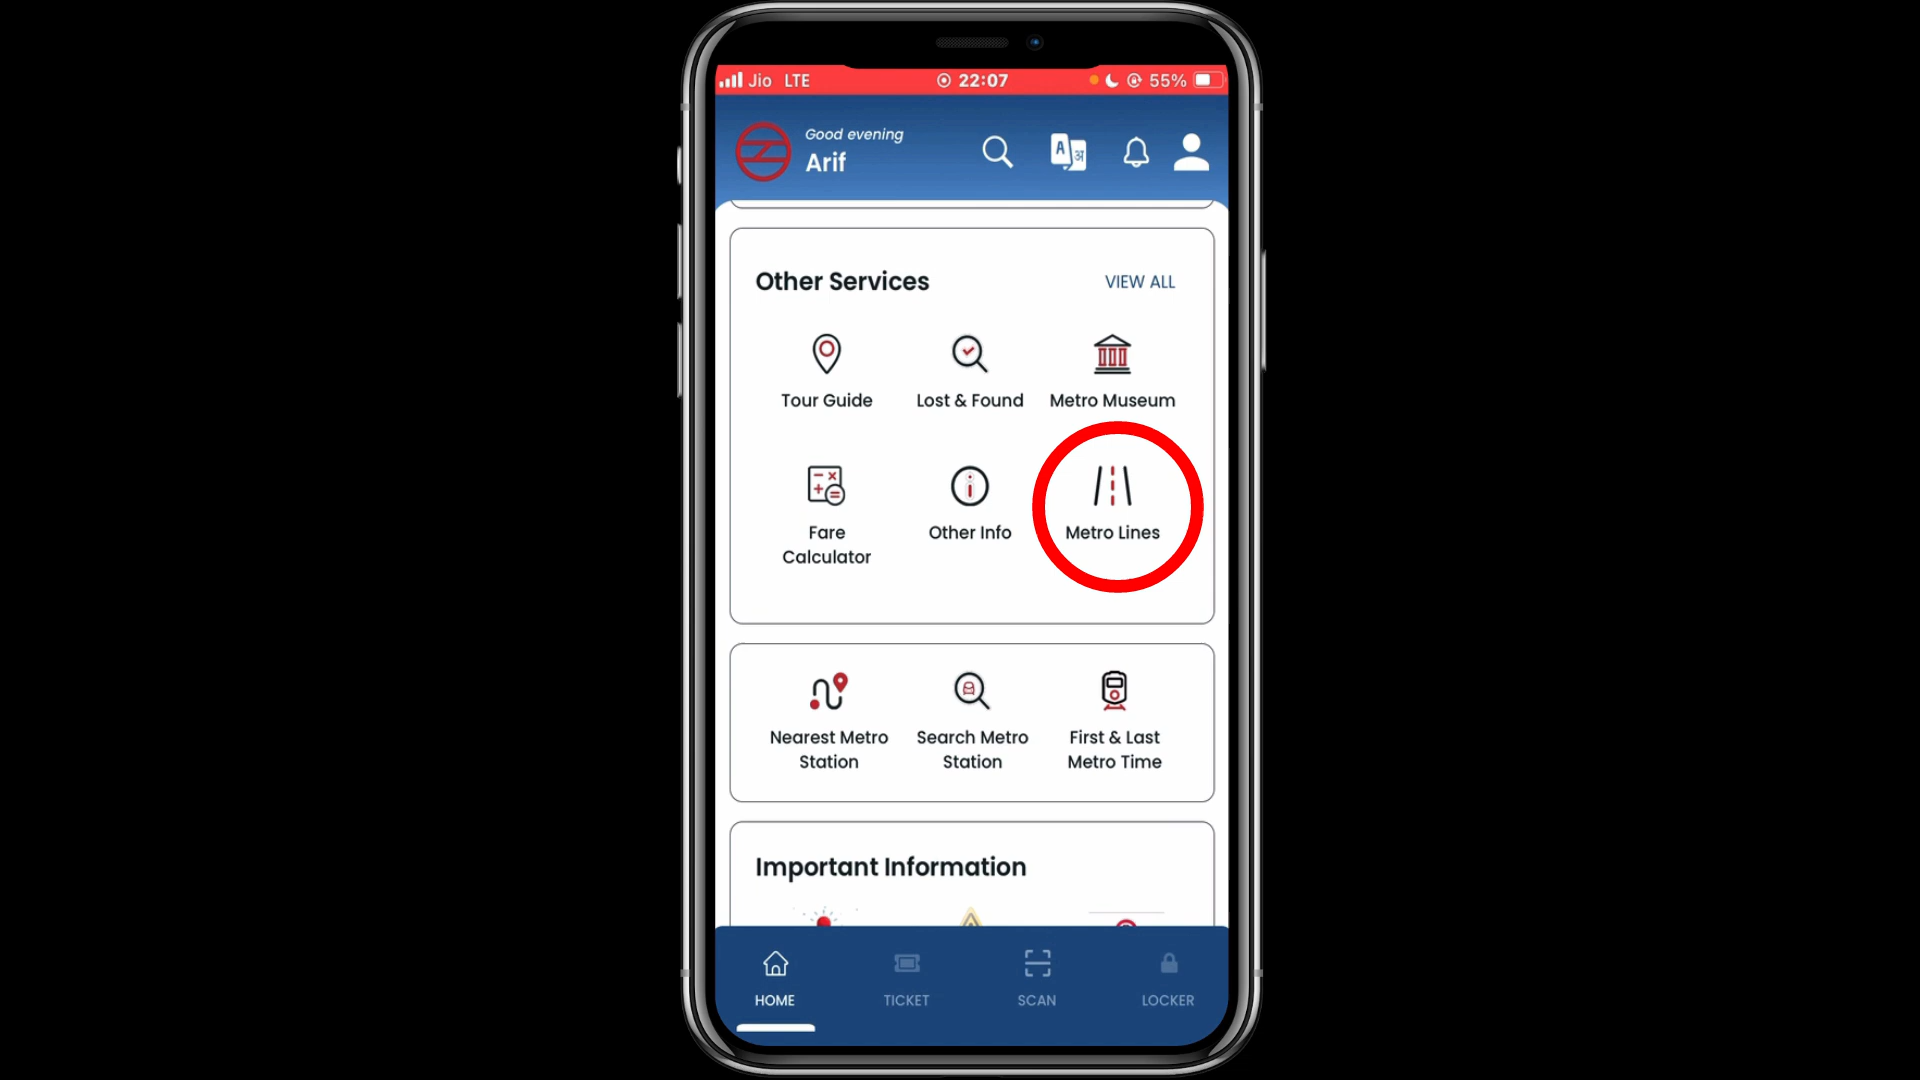 Jio LTE 22:07 55%
Good evening
Arif
A अ
Other Services VIEW ALL
Tour Guide Lost & Found Metro Museum
Fare Calculator Other Info Metro Lines
Nearest Metro Station Search Metro Station First & Last Metro Time
Important Information
HOME TICKET SCAN LOCKER